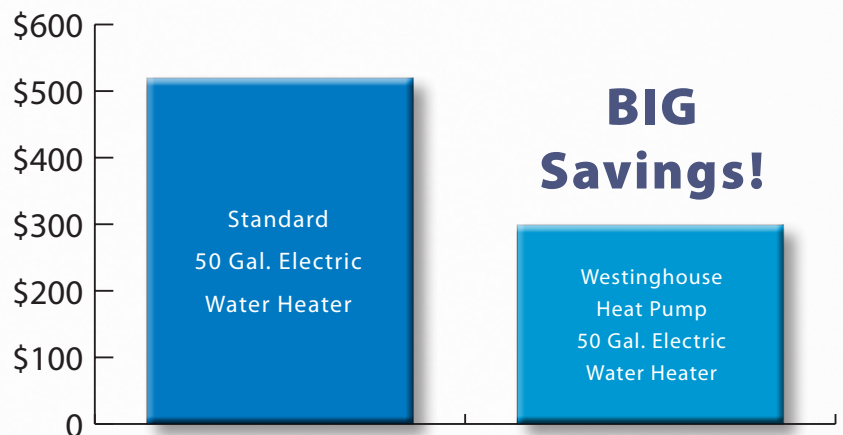 $600
$500
$400
$300
$200
$100
0
Standard
50 Gal. Electric
Water Heater
BIG
Savings!
Westinghouse
Heat Pump
50 Gal. Electric
Water Heater